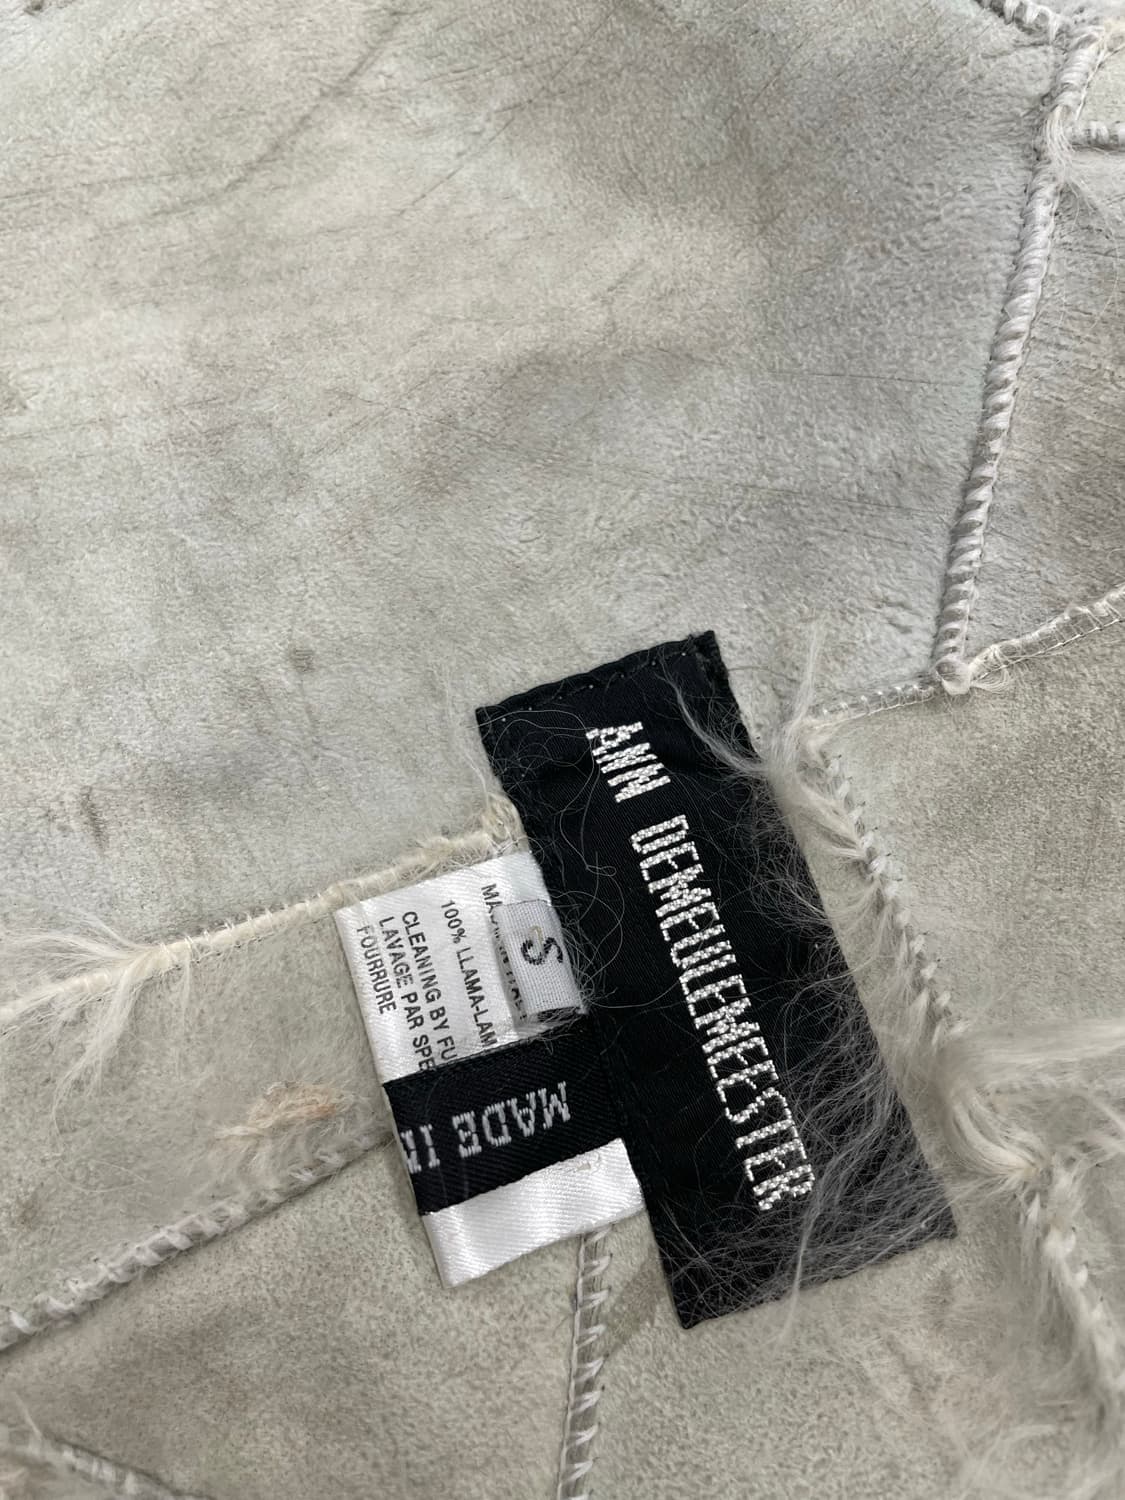 ANN DEMEULEMEESTER
S
100% LLAMA-LAM
CLEANING BY FU
LAVAGE PAR SPE
FOURRURE
MADE IN